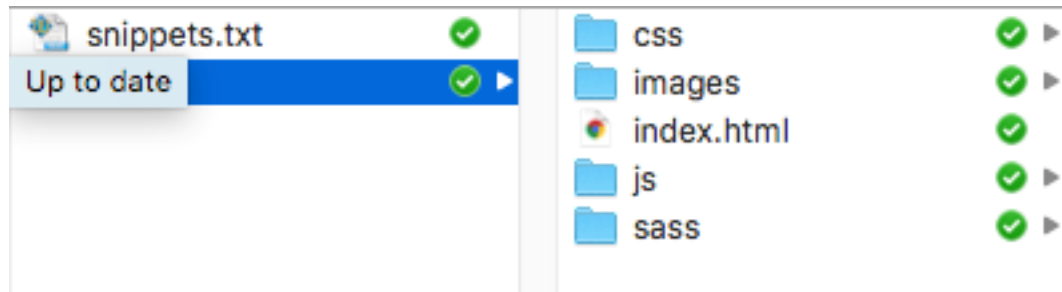 snippets.txt
Up to date
css
images
index.html
js
sass